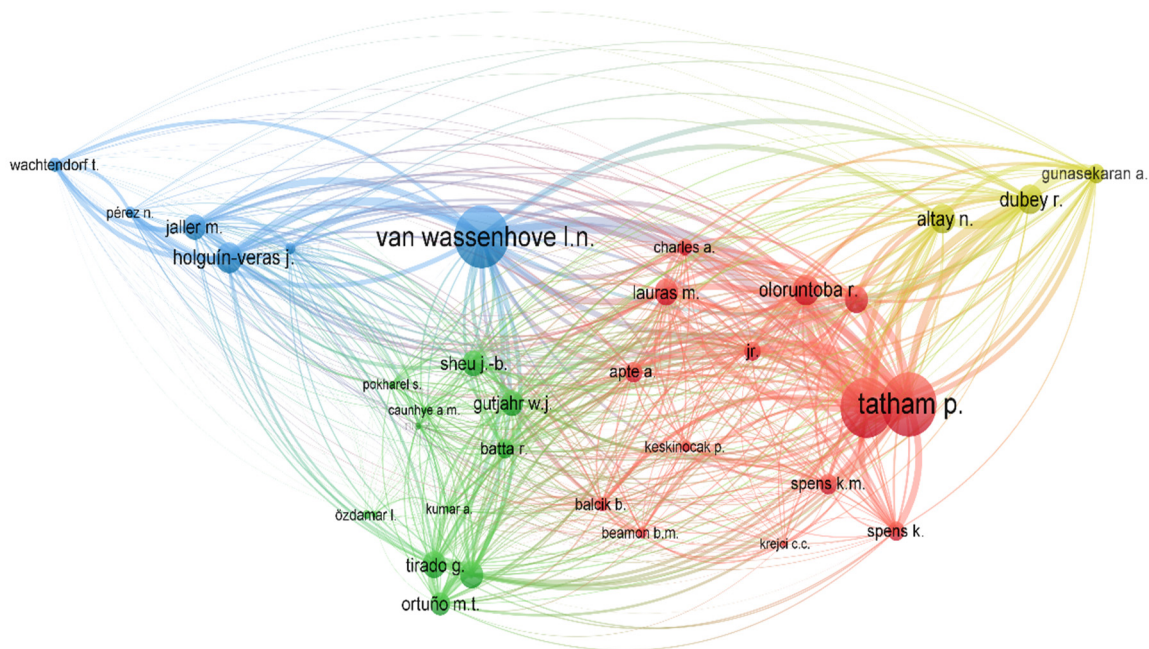 wachtendorf t.
gunasekaran a.
dubey r.
pérez n.
jaller m.
altay n.
van wassenhove l.n.
charles a.
holguín-veras j.
lauras m.
oloruntoba r.
jr.
sheu j.-b.
apte a
pokharel s.
gutjahr w.j.
tatham p.
caunhye a.m.
batta r.
keskinocak p.
spens k.m.
balcik b.
özdamar l.
kumar a.
beamon b.m.
spens k.
krejci c.c.
tirado g.
ortuño m.t.